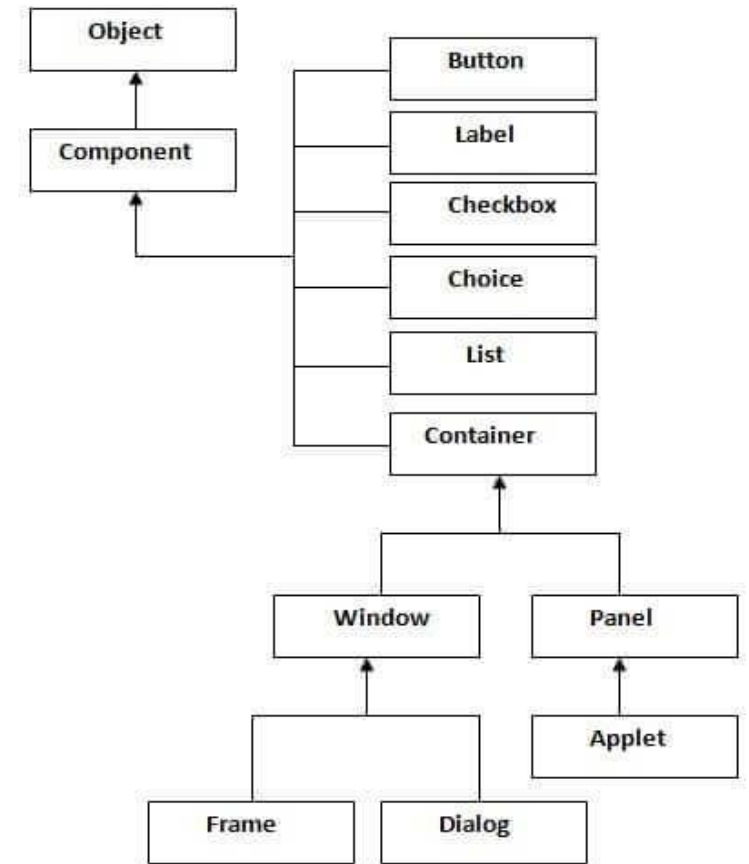 Object
Component
Button
Label
Checkbox
Choice
List
Container
Window
Panel
Applet
Frame
Dialog